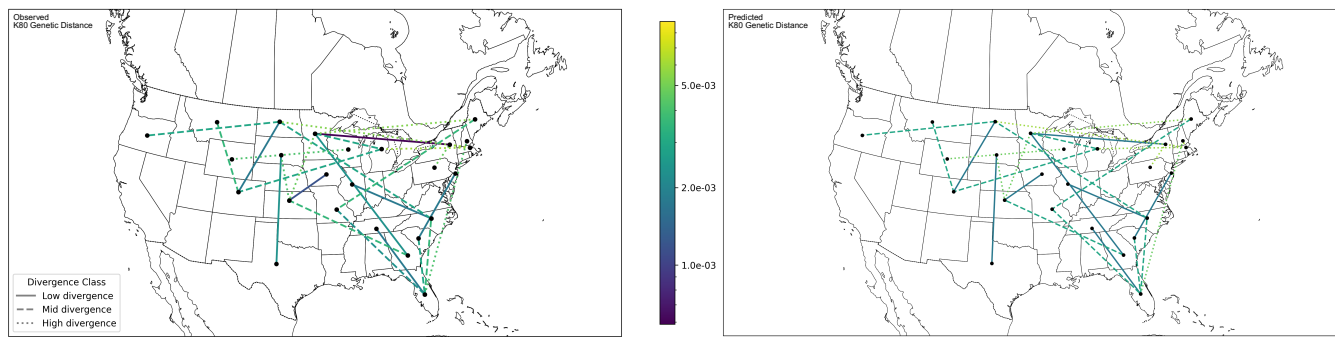 Observed
K80 Genetic Distance
Divergence Class
Low divergence
Mid divergence
High divergence
5.0e-03
2.0e-03
1.0e-03
Predicted
K80 Genetic Distance